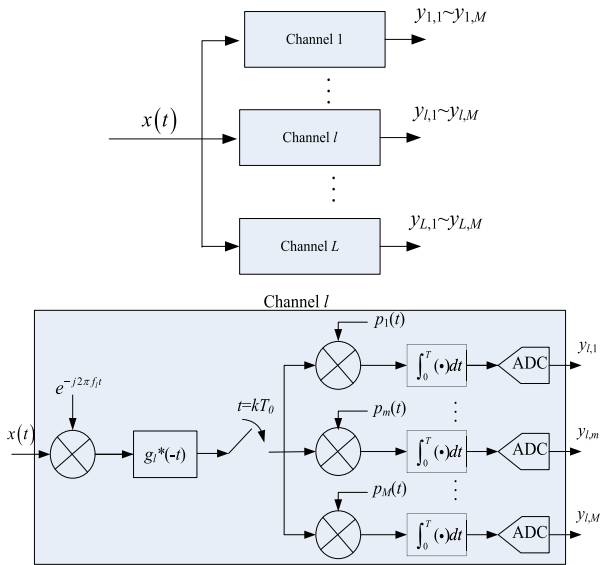 y1,1~y1,M
Channel 1
x(t)
yl,1~yl,M
Channel l
yL,1~yL,M
Channel L
Channel l
p1(t)
yl,1
∫0T (•)dt
ADC
e−j2πflt
t=kT0
x(t)
gl*(-t)
pm(t)
yl,m
∫0T (•)dt
ADC
pM(t)
yl,M
∫0T (•)dt
ADC